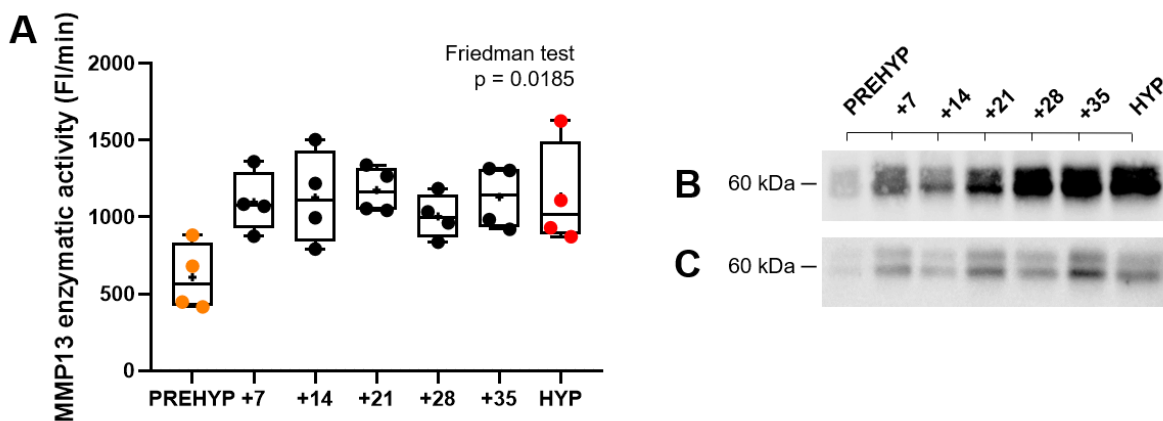 A
MMP13 enzymatic activity (FI/min)
Friedman test
p = 0.0185
2000
1500
1000
500
0
PREHYP +7 +14 +21 +28 +35 HYP
PREHYP +7 +14 +21 +28 +35 HYP
B 60 kDa
C 60 kDa